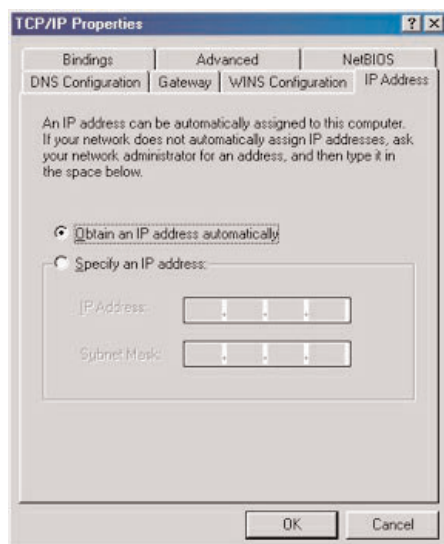 TCP/IP Properties
Bindings
Advanced
NetBIOS
DNS Configuration
Gateway
WINS Configuration
IP Address
An IP address can be automatically assigned to this computer.
If your network does not automatically assign IP addresses, ask
your network administrator for an address, and then type it in
the space below.
Obtain an IP address automatically
Specify an IP address:
IP Address:
Subnet Mask:
OK
Cancel